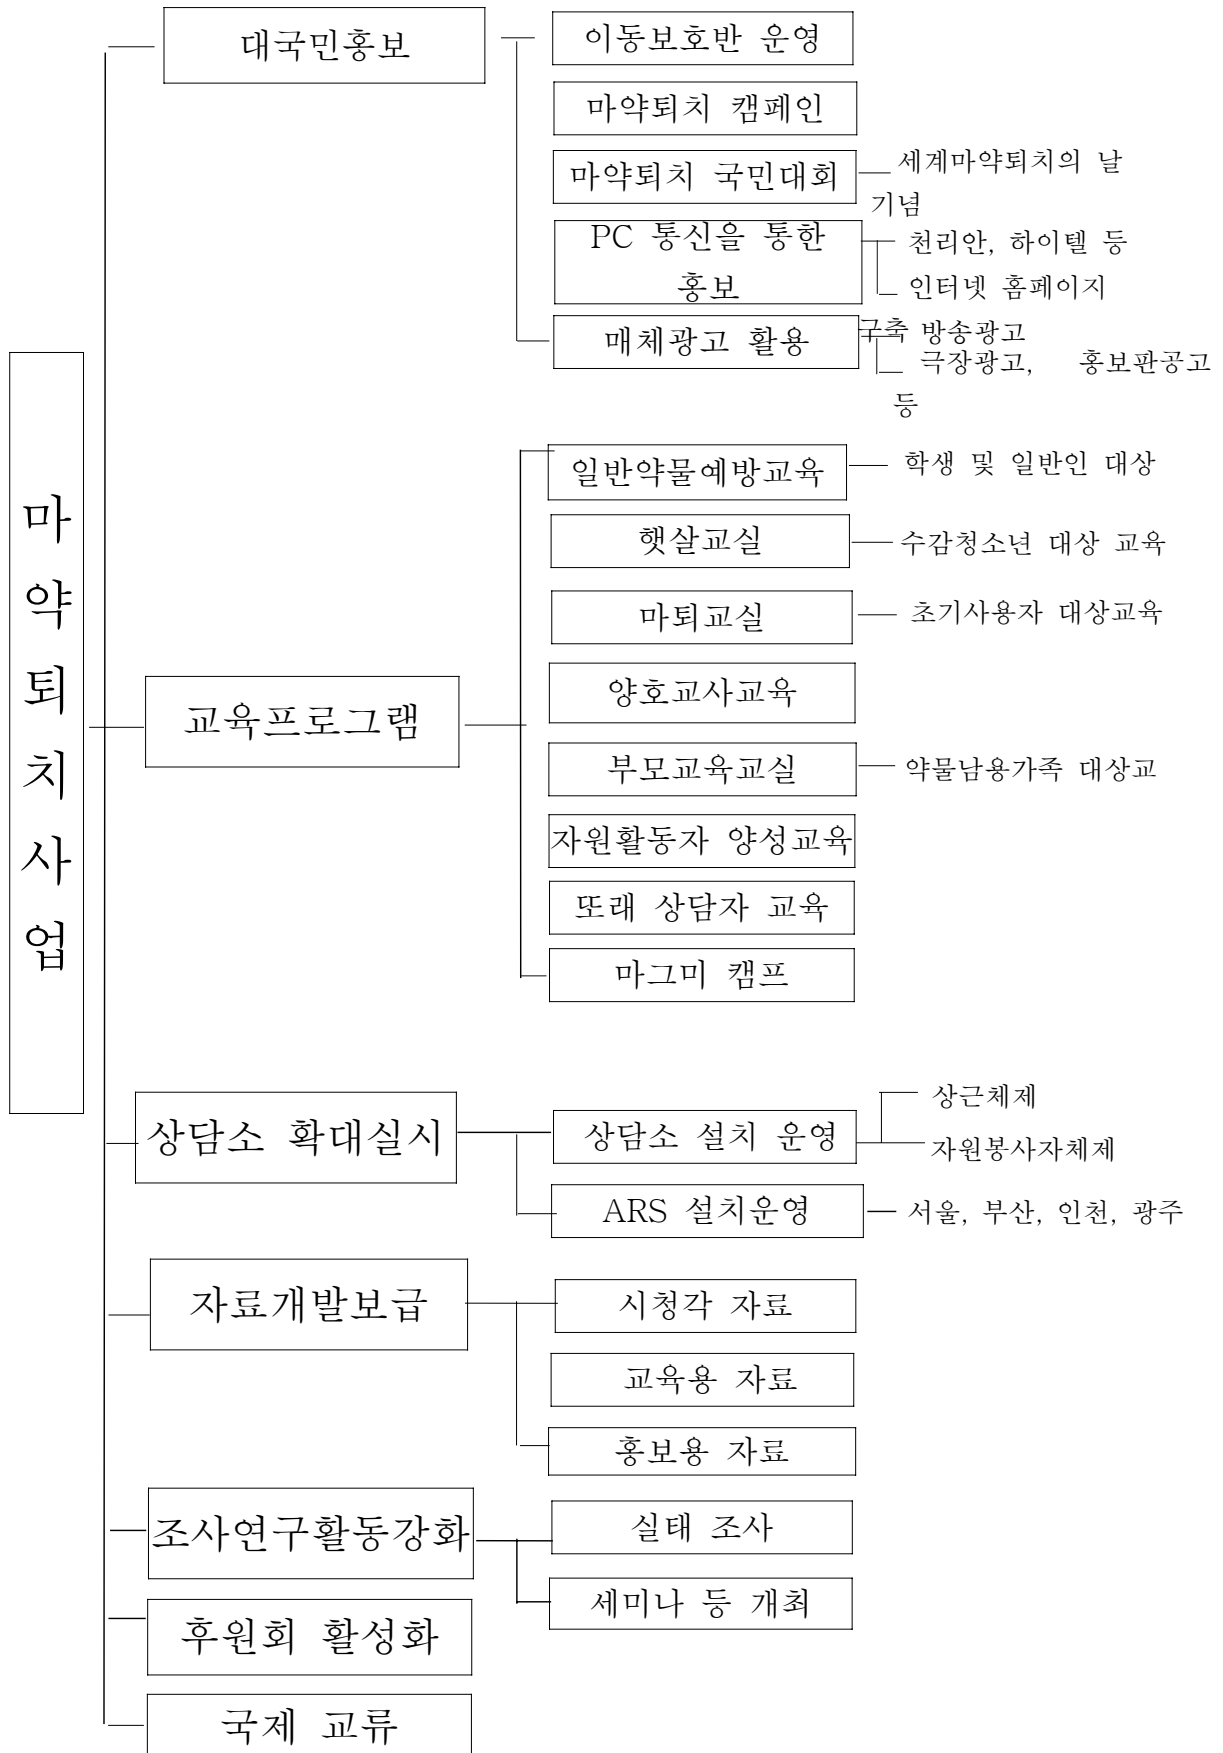 대국민홍보
이동보호반 운영
마약퇴치 캠페인
마약퇴치 국민대회
세계마약퇴치의 날
기념
PC 통신을 통한
홍보
천리안, 하이텔 등
인터넷 홈페이지
구축
매체광고 활용
방송광고
극장광고, 홍보판공고
등
마
약
퇴
치
사
업
교육프로그램
일반약물예방교육
학생 및 일반인 대상
햇살교실
수감청소년 대상 교육
마퇴교실
초기사용자 대상교육
양호교사교육
부모교육교실
약물남용가족 대상교
자원활동자 양성교육
또래 상담자 교육
마그미 캠프
상담소 확대실시
상담소 설치 운영
상근체제
자원봉사자체제
ARS 설치운영
서울, 부산, 인천, 광주
자료개발보급
시청각 자료
교육용 자료
홍보용 자료
조사연구활동강화
실태 조사
세미나 등 개최
후원회 활성화
국제 교류